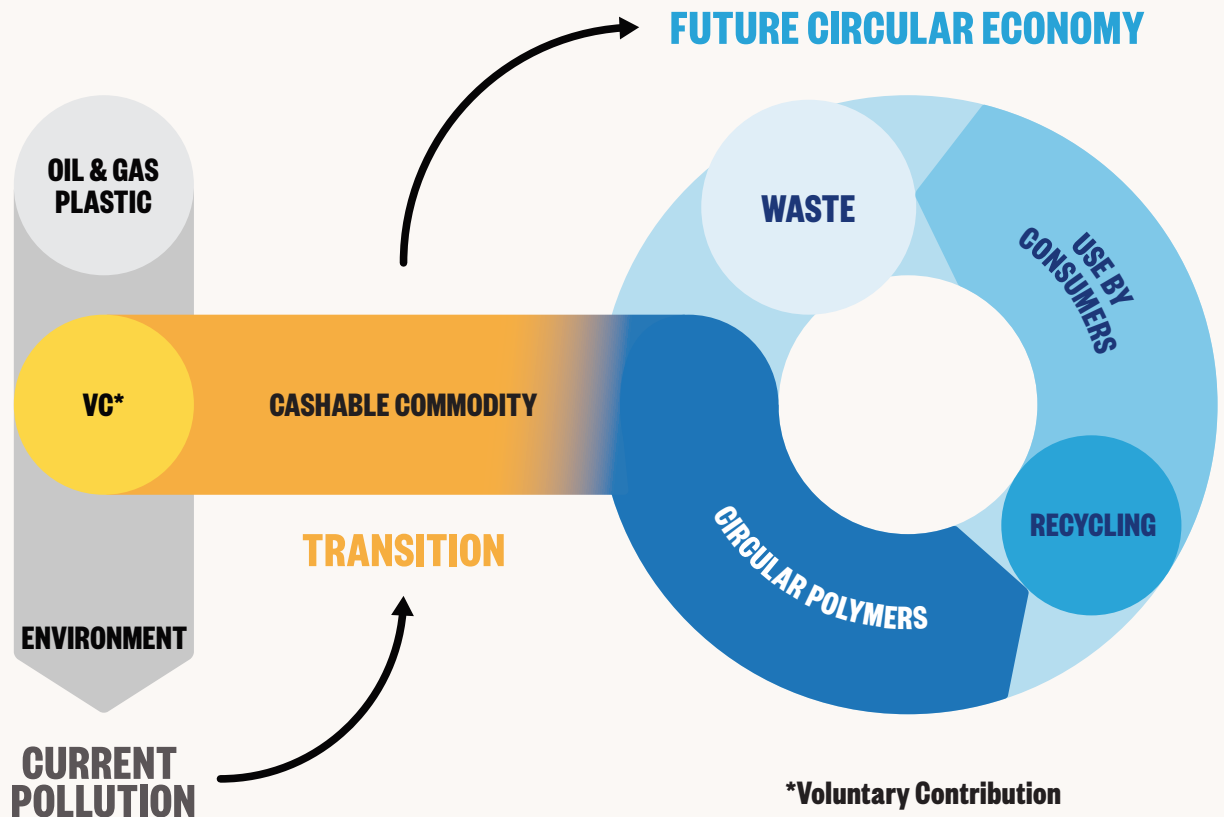 FUTURE CIRCULAR ECONOMY
OIL & GAS
PLASTIC
WASTE
USE BY
CONSUMERS
VC*
CASHABLE COMMODITY
RECYCLING
TRANSITION
CIRCULAR POLYMERS
ENVIRONMENT
CURRENT
POLLUTION
*Voluntary Contribution